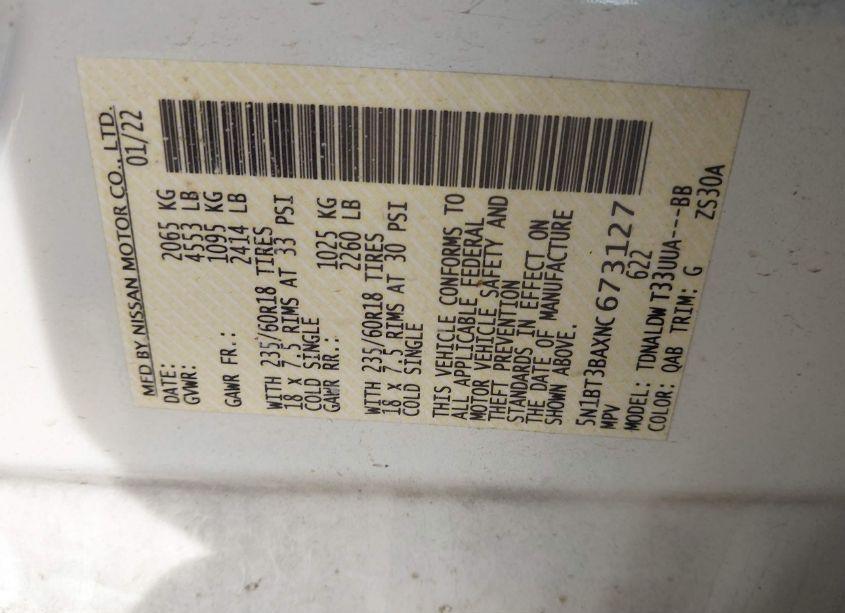 MFD BY NISSAN MOTOR CO., LTD.
DATE: 01/22
GVWR: 2065 KG
4553 LB
GAWR FR.: 1095 KG
2414 LB
WITH 235/60R18 TIRES
18 X 7.5 RIMS AT 33 PSI
COLD SINGLE
GAWR RR.: 1025 KG
2260 LB
WITH 235/60R18 TIRES
18 X 7.5 RIMS AT 30 PSI
COLD SINGLE
THIS VEHICLE CONFORMS TO
ALL APPLICABLE FEDERAL
MOTOR VEHICLE SAFETY AND
THEFT PREVENTION
STANDARDS IN EFFECT ON
THE DATE OF MANUFACTURE
SHOWN ABOVE.
5N1BT3BAXNC673127
MPV 622
MODEL: TDNALDWT33UUA----BB
COLOR: QAB TRIM: G ZS30A